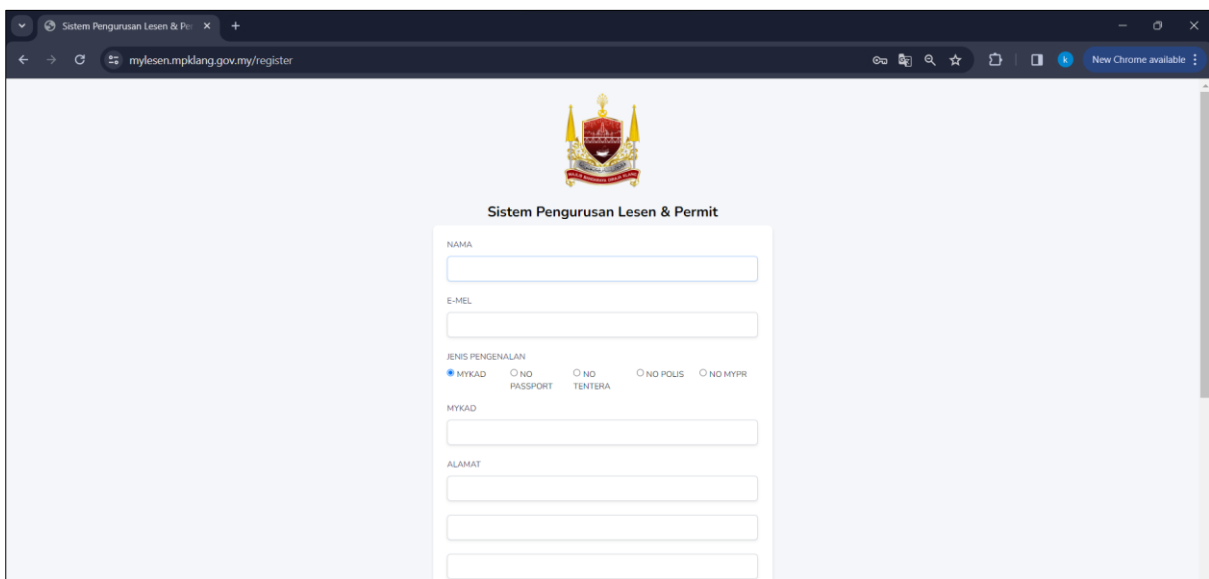 Sistem Pengurusan Lesen & Per
mylesen.mpklang.gov.my/register
k
New Chrome available
Sistem Pengurusan Lesen & Permit
NAMA
E-MEL
JENIS PENGENALAN
MYKAD NO PASSPORT NO TENTERA NO POLIS NO MYPR
MYKAD
ALAMAT